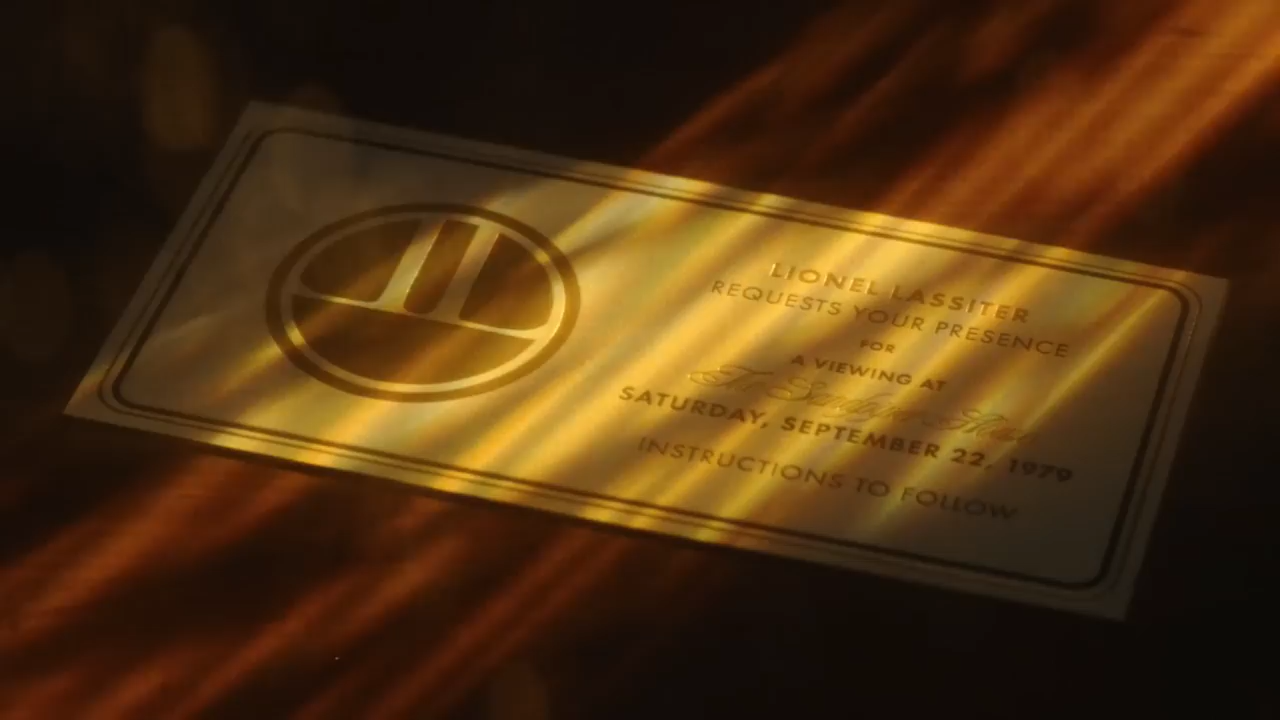 LIONEL LASSITER
REQUESTS YOUR PRESENCE
FOR
A VIEWING AT
SATURDAY, SEPTEMBER 22, 1979
INSTRUCTIONS TO FOLLOW